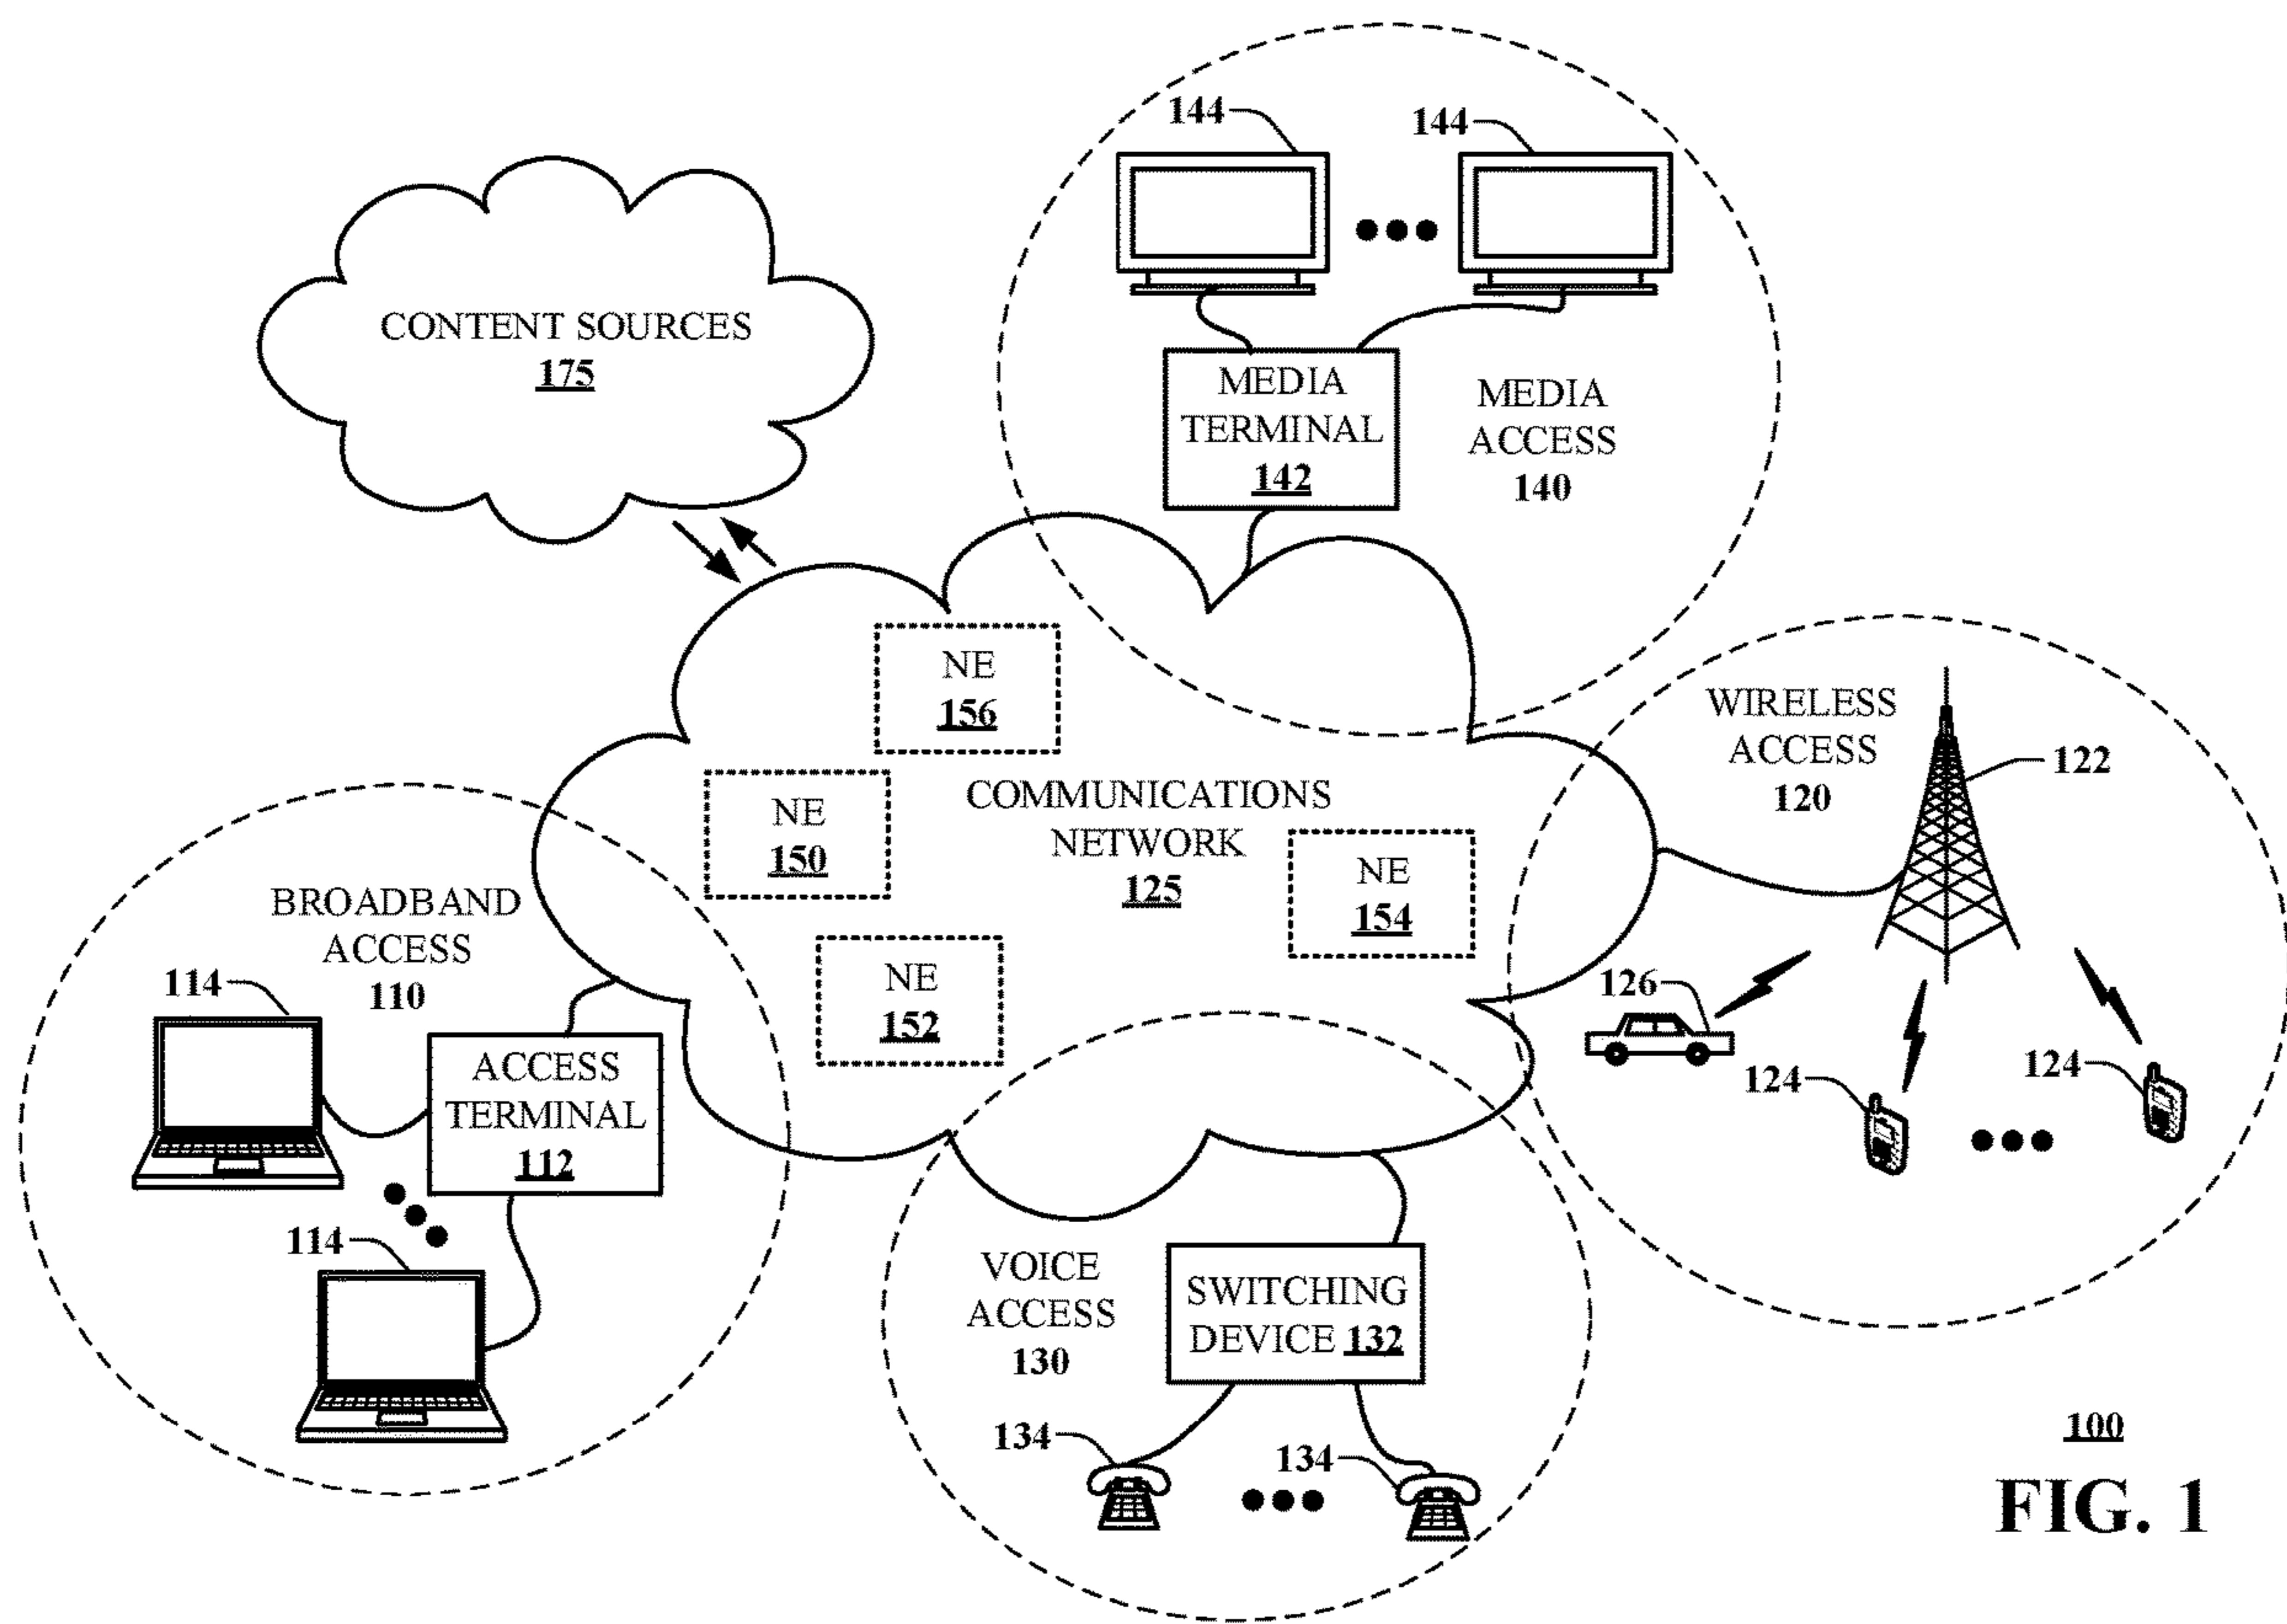 144
144
CONTENT SOURCES
175
MEDIA
TERMINAL
142
MEDIA
ACCESS
140
NE
156
WIRELESS
ACCESS
120
122
COMMUNICATIONS
NETWORK
125
NE
150
NE
154
BROADBAND
ACCESS
110
114
NE
152
126
124
124
ACCESS
TERMINAL
112
114
VOICE
ACCESS
130
SWITCHING
DEVICE 132
134
134
100
FIG. 1